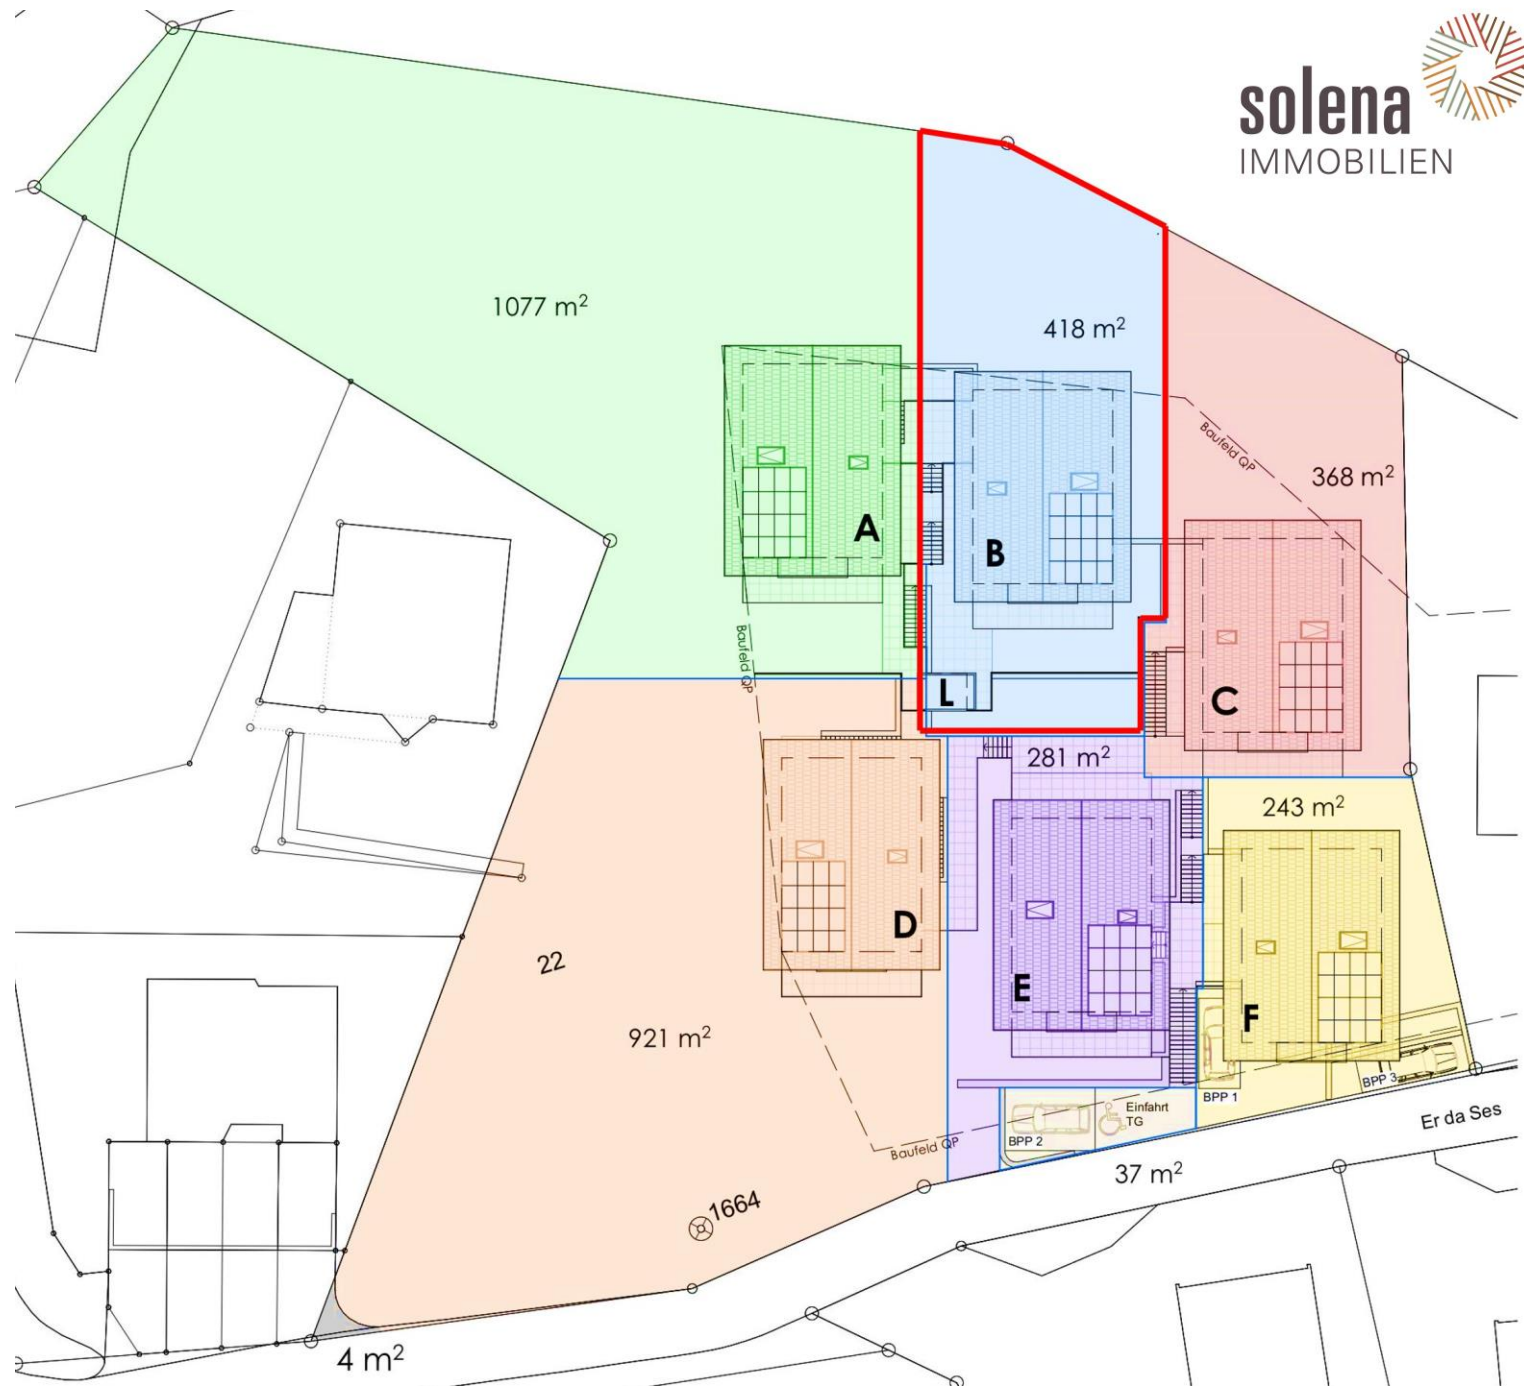 solena
IMMOBILIEN
1077 m²
418 m²
Baufeld QP
368 m²
A
B
Baufeld QP
L
C
281 m²
243 m²
D
22
E
F
921 m²
BPP 3
BPP 1
Einfahrt
TG
BPP 2
Er da Ses
Baufeld QP
37 m²
1664
4 m²